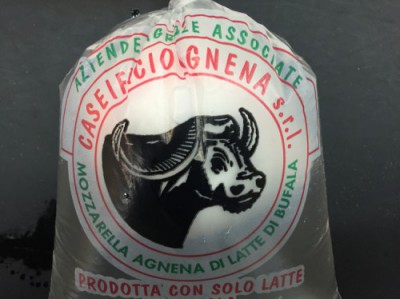 AZIENDE AGRICOLE ASSOCIATE
CASEIFICIO AGNENA s.r.l.
MOZZARELLA AGNENA DI LATTE DI BUFALA
PRODOTTA' CON SOLO LATTE